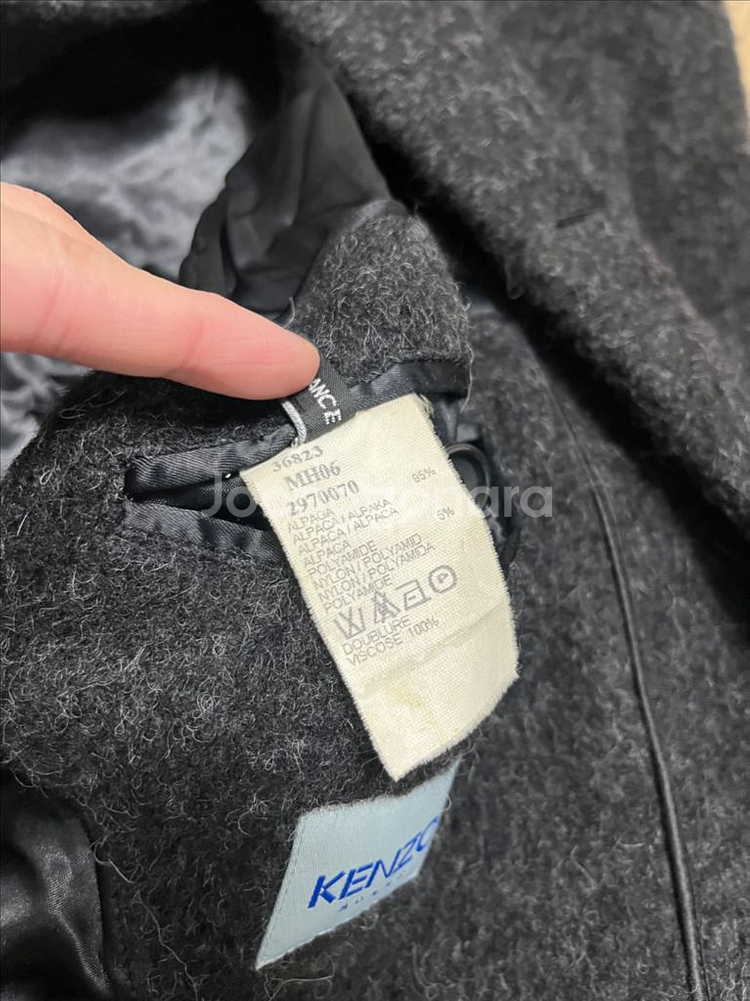 36823
MH06
2970070
ALPAGA 95%
ALPACA / ALPAKA
ALPACA / ALPACA
ALPACA
POLYAMIDE 5%
NYLON / POLYAMID
NYLON / POLYAMIDA
POLYAMIDE
DOUBLURE
VISCOSE 100%
KENZO